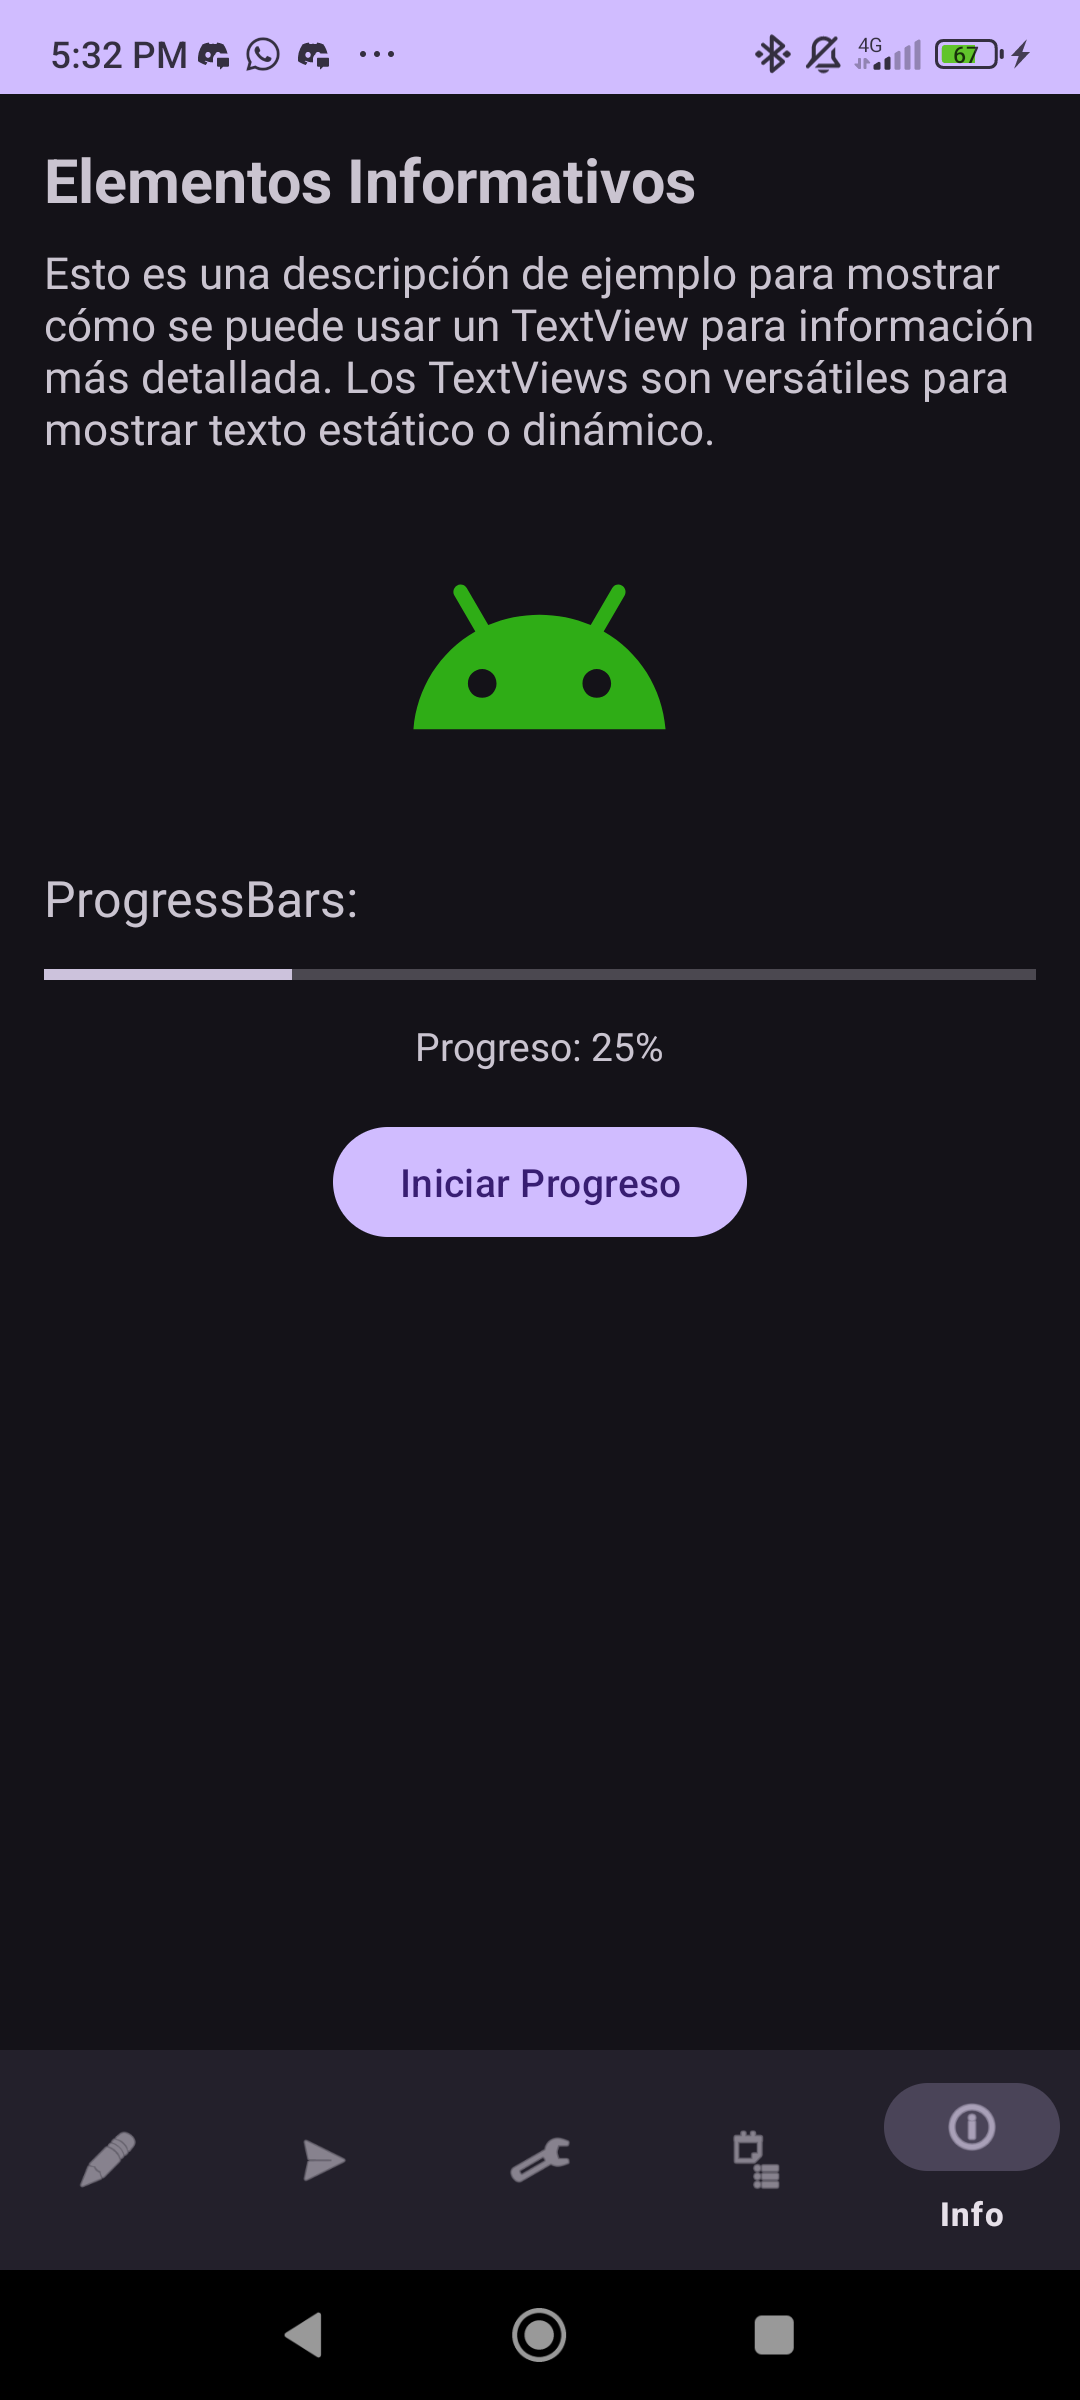 5:32 PM
4G
67
Elementos Informativos
Esto es una descripción de ejemplo para mostrar
cómo se puede usar un TextView para información
más detallada. Los TextViews son versátiles para
mostrar texto estático o dinámico.
ProgressBars:
Progreso: 25%
Iniciar Progreso
Info